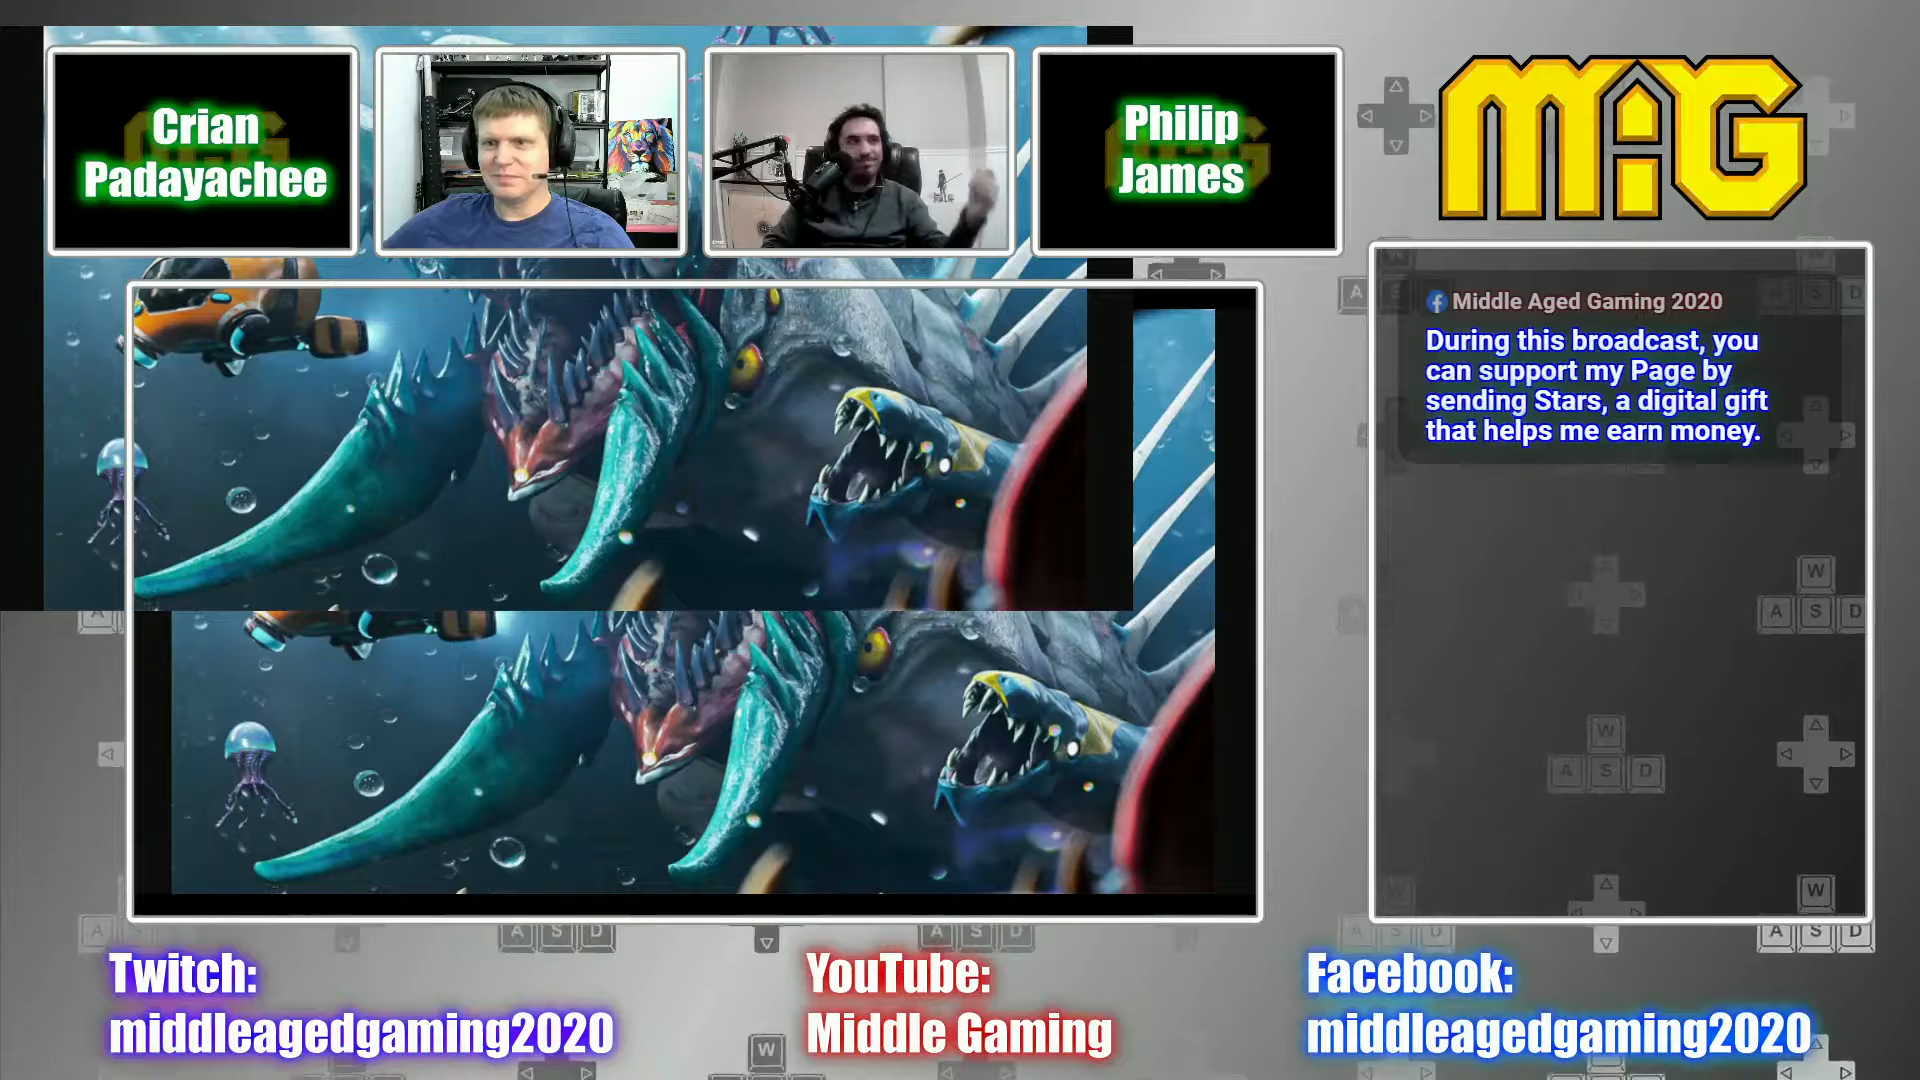 Crian
Padayachee
Philip
James
MAG
Middle Aged Gaming 2020
During this broadcast, you
can support my Page by
sending Stars, a digital gift
that helps me earn money.
A
W
A S D
W
A S D
W
A S D
A S D
A S D
Twitch:
middleagedgaming2020
YouTube:
Middle Gaming
Facebook:
middleagedgaming2020
W